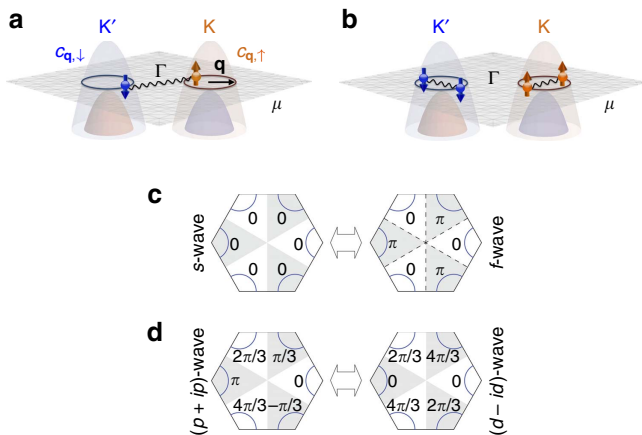 a
K′
K
c_{q,↓}
c_{q,↑}
Γ
q
μ
b
K′
K
Γ
μ
c
s-wave
0 0
0 0
0 0
0 π
π 0
0 π
f-wave
d
(p + ip)-wave
2π/3 π/3
π 0
4π/3 −π/3
2π/3 4π/3
0 0
4π/3 2π/3
(d − id)-wave